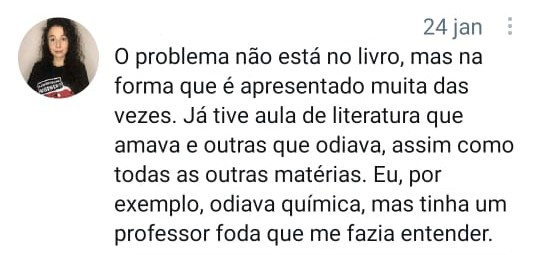 24 jan
O problema não está no livro, mas na
forma que é apresentado muita das
vezes. Já tive aula de literatura que
amava e outras que odiava, assim como
todas as outras matérias. Eu, por
exemplo, odiava química, mas tinha um
professor foda que me fazia entender.